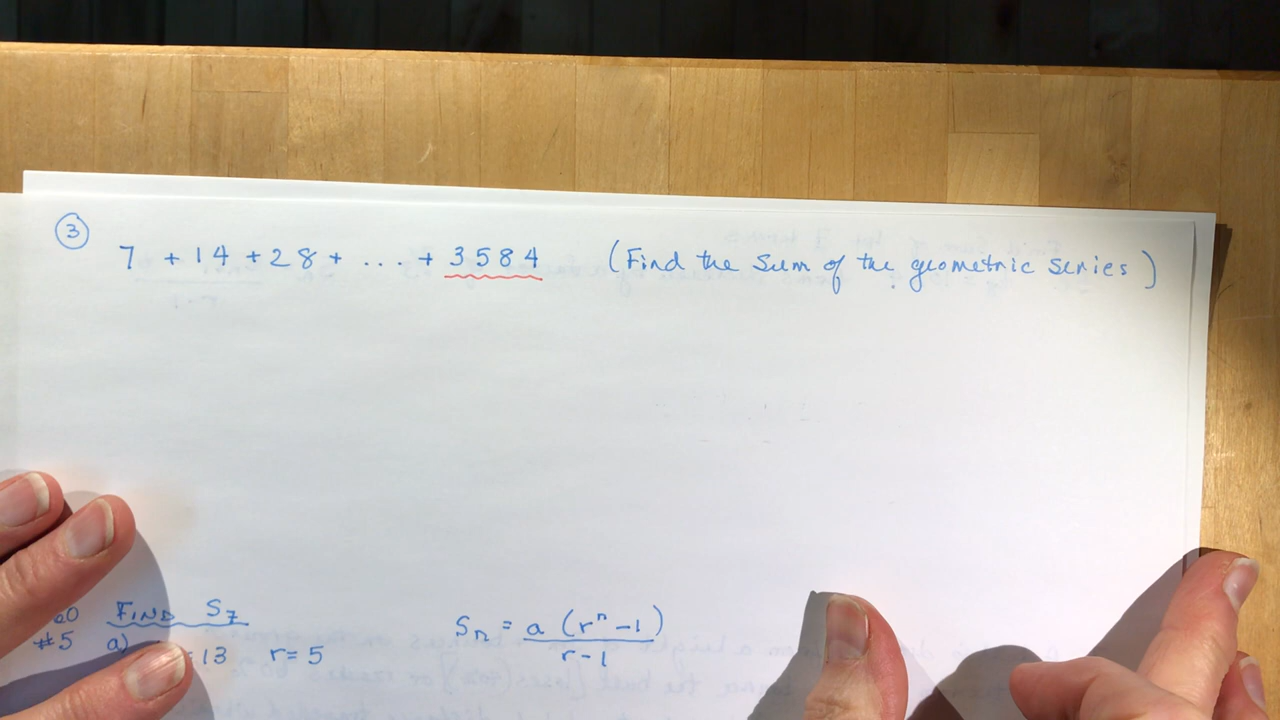 ③
7 + 14 + 28 + ... + 3584 (Find the sum of the geometric series)
FIND S₇
#5 a) = 13 r = 5
Sₙ = a (rⁿ - 1)
r - 1